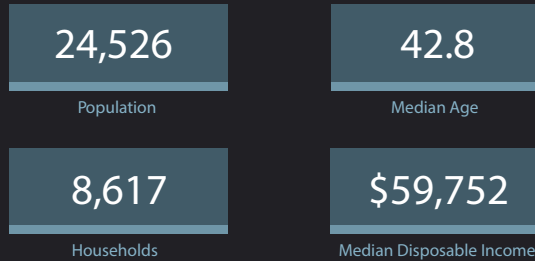 24,526
Population
42.8
Median Age
8,617
Households
$59,752
Median Disposable Income